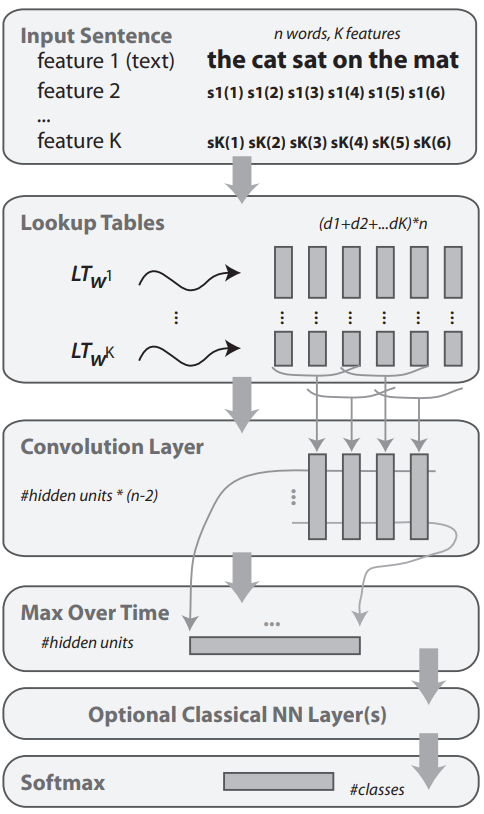 Input Sentence
n words, K features
feature 1 (text) the cat sat on the mat
feature 2 s1(1) s1(2) s1(3) s1(4) s1(5) s1(6)
...
feature K sK(1) sK(2) sK(3) sK(4) sK(5) sK(6)
Lookup Tables
(d1+d2+...dK)*n
LTW1
...
LTWK
Convolution Layer
#hidden units * (n-2)
Max Over Time
...
#hidden units
Optional Classical NN Layer(s)
Softmax
#classes